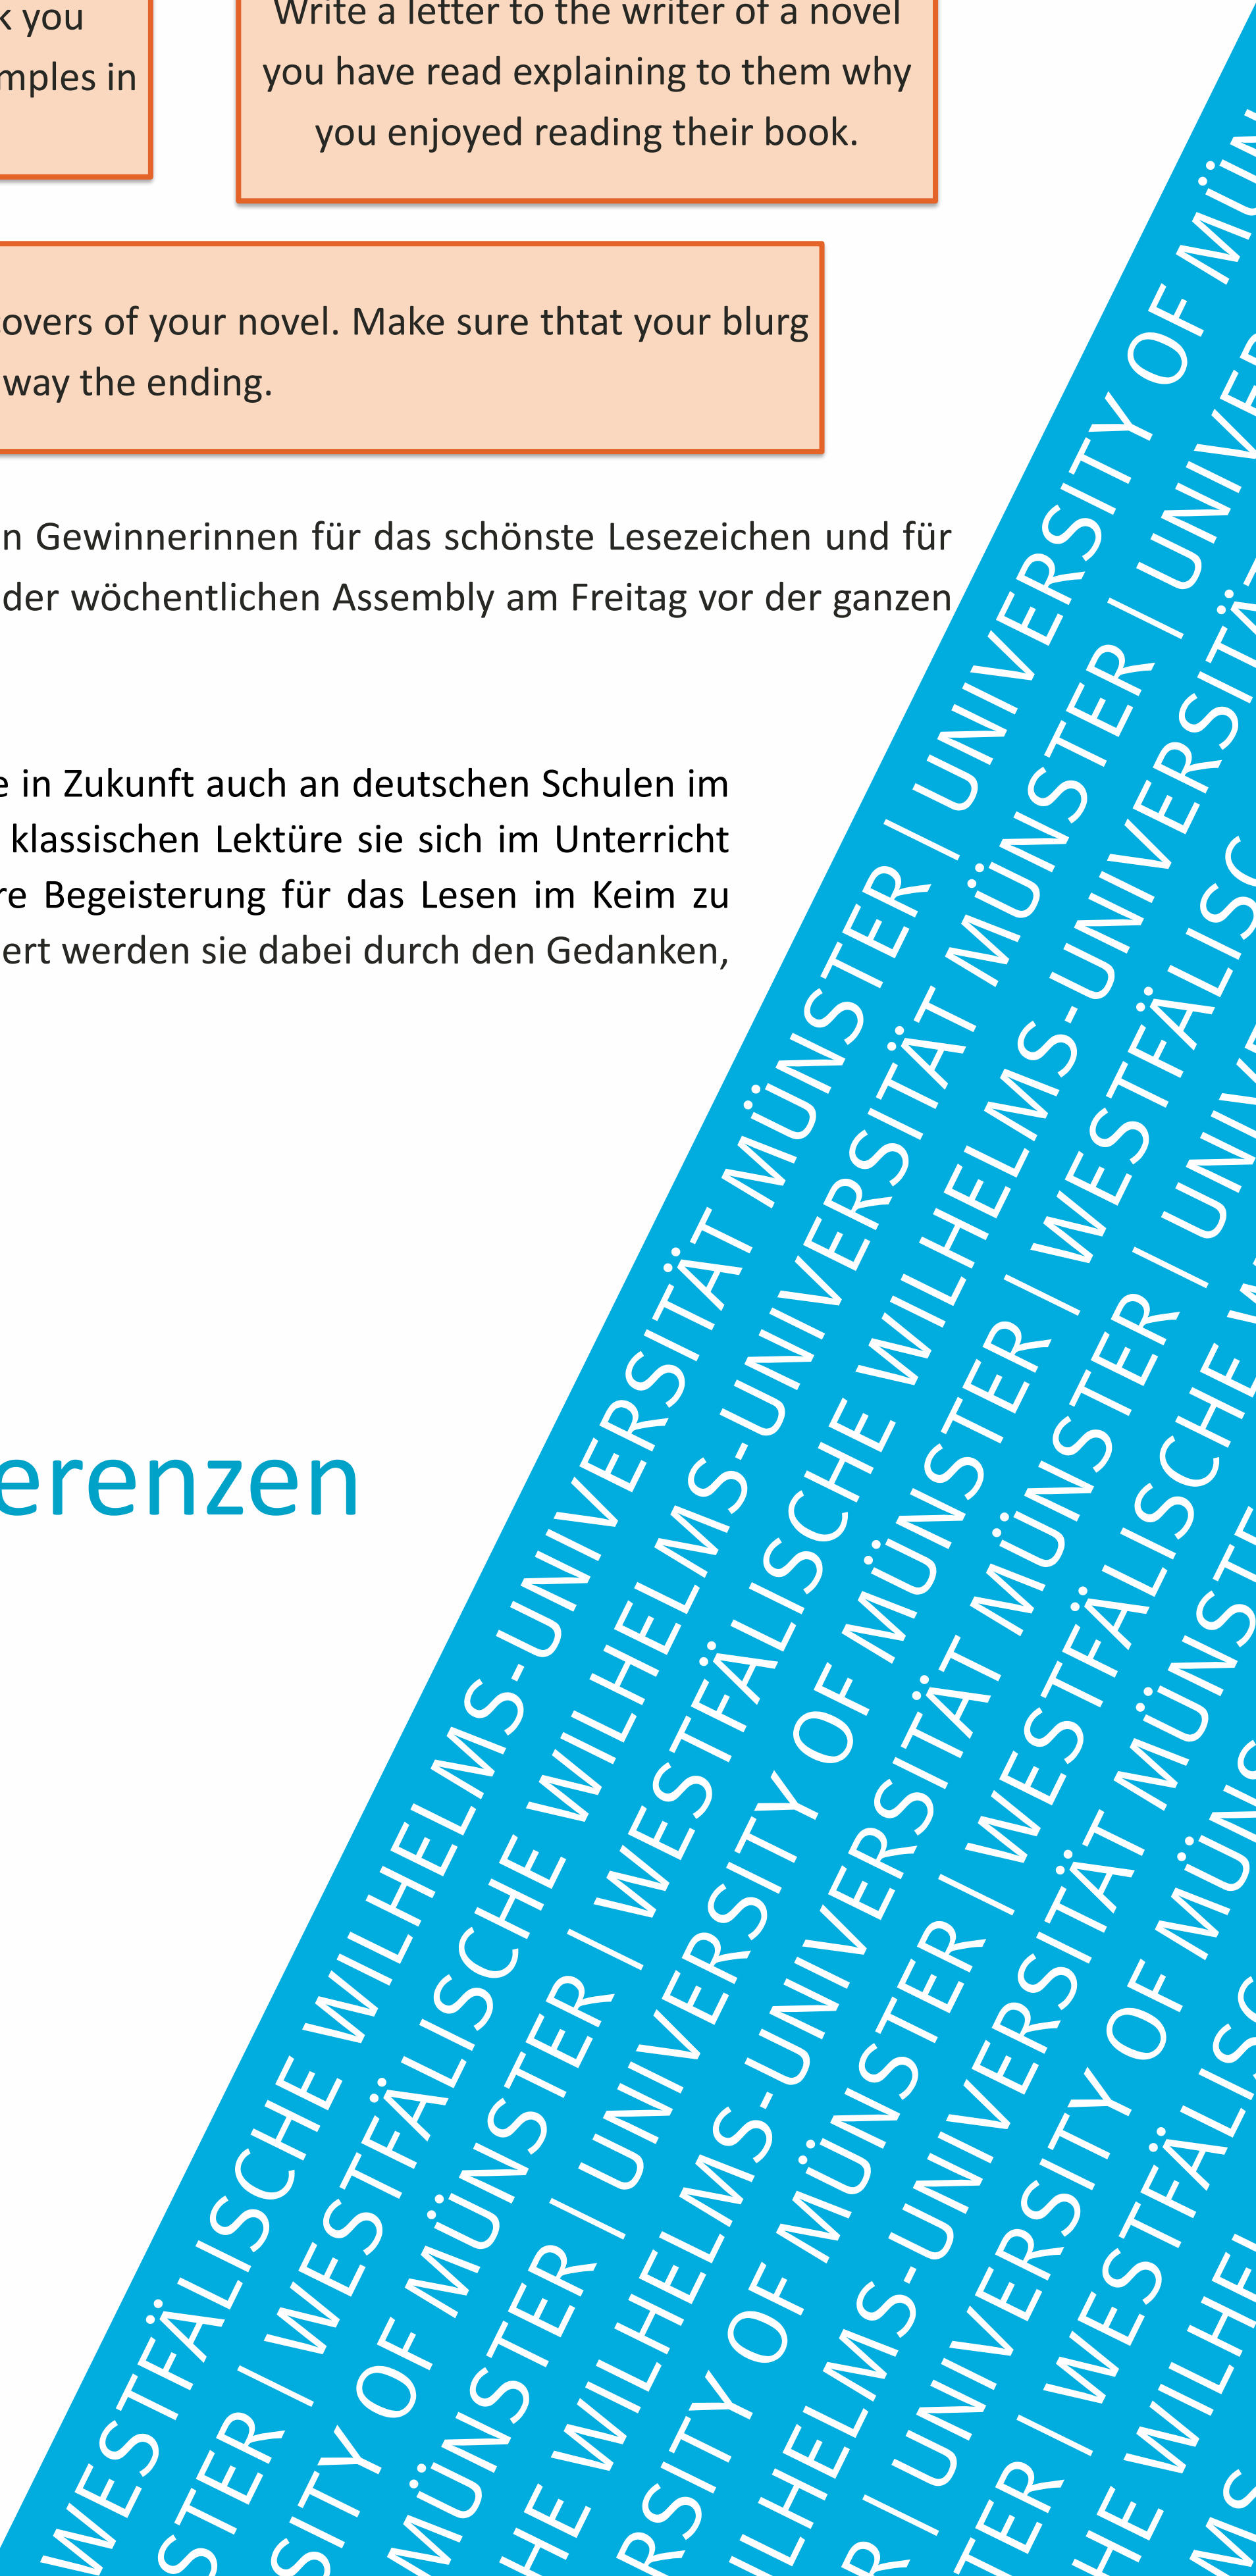 k you
mples in
Write a letter to the writer of a novel
you have read explaining to them why
you enjoyed reading their book.
overs of your novel. Make sure thtat your blurg
way the ending.
n Gewinnerinnen für das schönste Lesezeichen und für
der wöchentlichen Assembly am Freitag vor der ganzen
e in Zukunft auch an deutschen Schulen im
klassischen Lektüre sie sich im Unterricht
re Begeisterung für das Lesen im Keim zu
ert werden sie dabei durch den Gedanken,
erenzen
WESTFÄLISCHE WILHELMS-UNIVERSITÄT MÜNSTER | UNIVERSITY OF MÜN
STER | WESTFÄLISCHE WILHELMS-UNIVERSITÄT MÜNSTER | UNIVER
SITY OF MÜNSTER | WESTFÄLISCHE WILHELMS-UNIVERSITÄT
MÜNSTER | UNIVERSITY OF MÜNSTER | WESTFÄLISC
HE WILHELMS-UNIVERSITÄT MÜNSTER | UNIVE
RSITY OF MÜNSTER | WESTFÄLISCHE W
ILHELMS-UNIVERSITÄT MÜNSTE
R | UNIVERSITY OF MÜNS
TER | WESTFÄLISC
HE WILHEL
MS